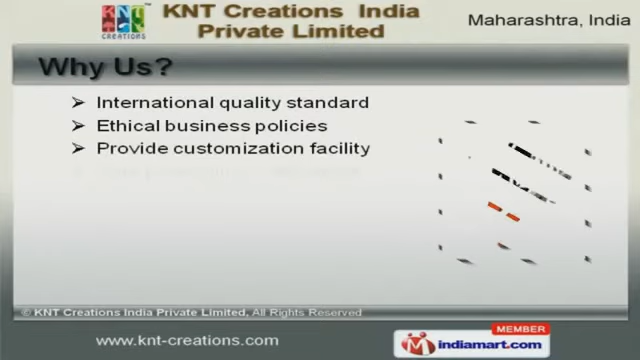 KNT
CREATIONS
KNT Creations India
Private Limited
Maharashtra, India
Why Us?
International quality standard
Ethical business policies
Provide customization facility
© KNT Creations India Private Limited, All Rights Reserved
www.knt-creations.com
MEMBER
indiamart.com